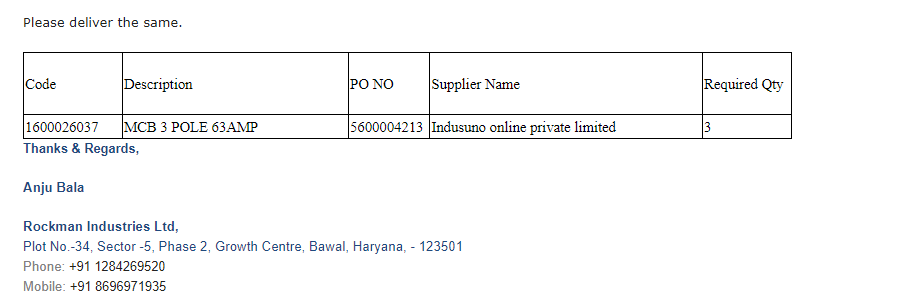 Please deliver the same.
Code Description PO NO Supplier Name Required Qty
1600026037 MCB 3 POLE 63AMP 5600004213 Indusuno online private limited 3
Thanks & Regards,
Anju Bala
Rockman Industries Ltd,
Plot No.-34, Sector -5, Phase 2, Growth Centre, Bawal, Haryana, - 123501
Phone: +91 1284269520
Mobile: +91 8696971935